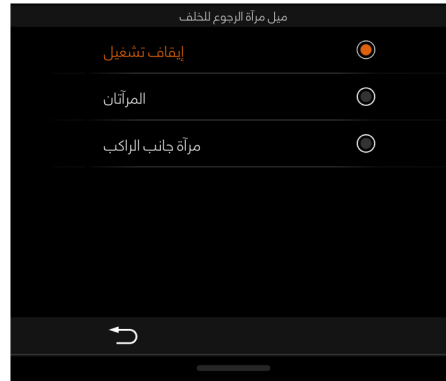 ميل مرآة الرجوع للخلف
إيقاف تشغيل
المرآتان
مرآة جانب الراكب